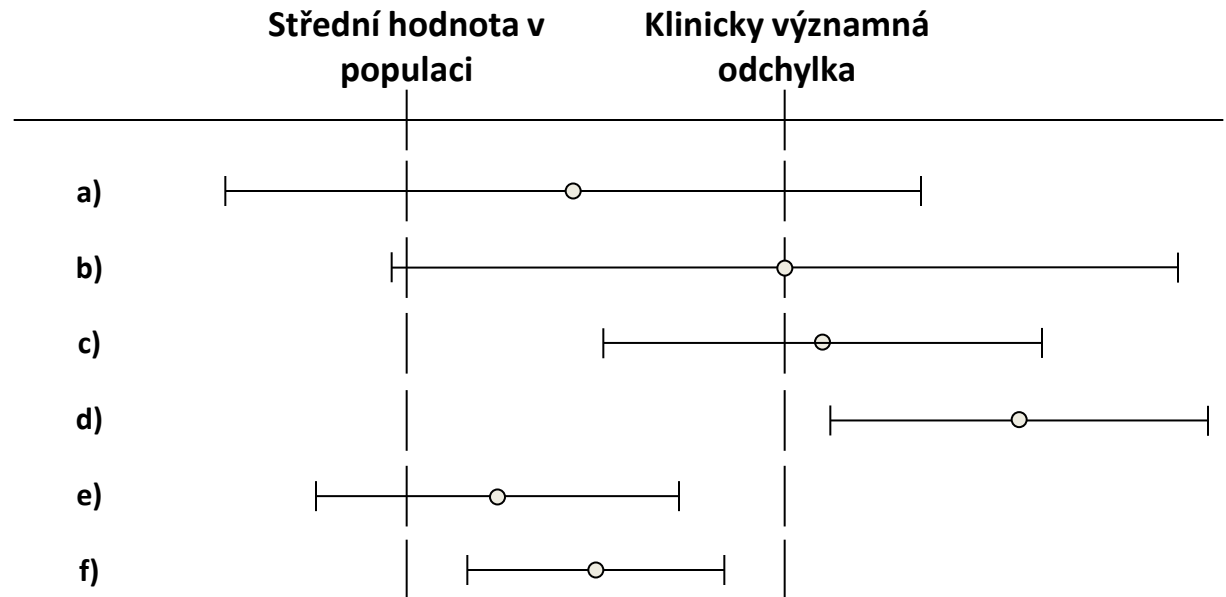 Střední hodnota v
populaci
Klinicky významná
odchylka
a)
b)
c)
d)
e)
f)